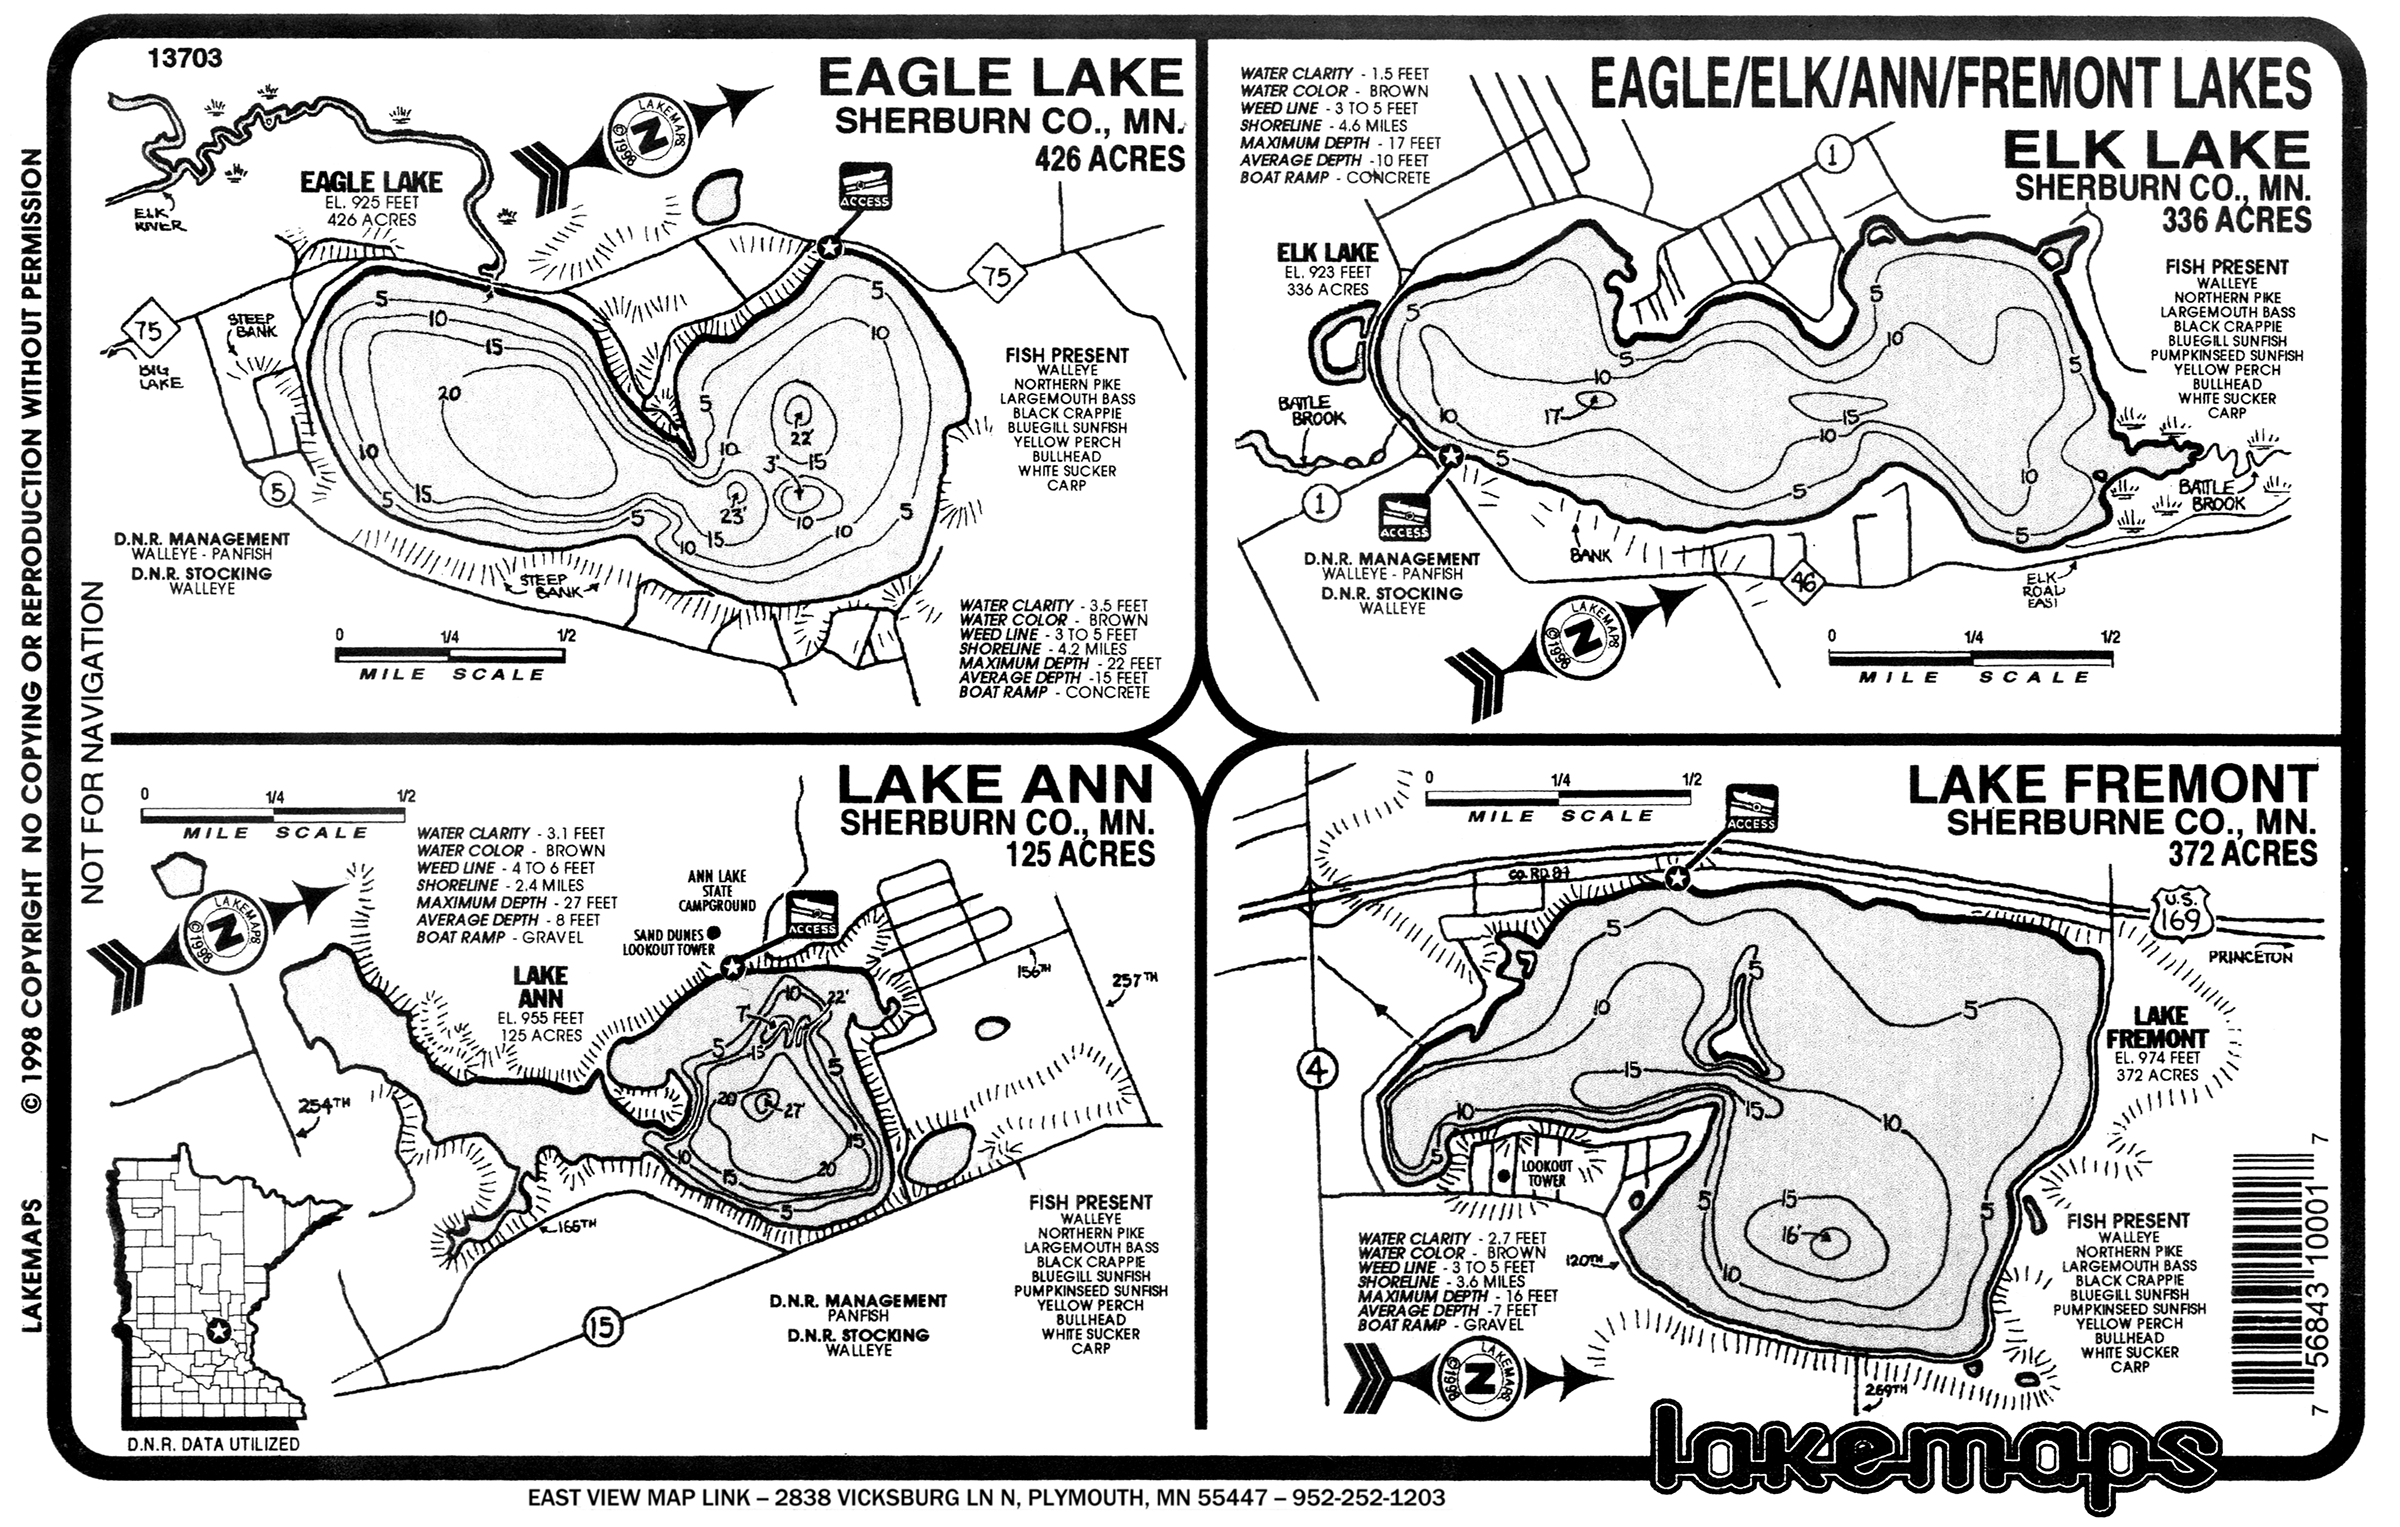 13703
EAGLE LAKE
SHERBURN CO., MN.
426 ACRES
LAKEMAPS
N
©1998
ACCESS
EAGLE LAKE
EL. 925 FEET
426 ACRES
ELK
RIVER
75
75
STEEP
BANK
BIG
LAKE
5
10
15
20
10
5
15
5
10
5
10
22'
15
3'
10
23'
15
5
10
10
5
5
FISH PRESENT
WALLEYE
NORTHERN PIKE
LARGEMOUTH BASS
BLACK CRAPPIE
BLUEGILL SUNFISH
YELLOW PERCH
BULLHEAD
WHITE SUCKER
CARP
D.N.R. MANAGEMENT
WALLEYE - PANFISH
D.N.R. STOCKING
WALLEYE
STEEP
BANK
0 1/4 1/2
MILE SCALE
WATER CLARITY - 3.5 FEET
WATER COLOR - BROWN
WEED LINE - 3 TO 5 FEET
SHORELINE - 4.2 MILES
MAXIMUM DEPTH - 22 FEET
AVERAGE DEPTH -15 FEET
BOAT RAMP - CONCRETE
EAGLE/ELK/ANN/FREMONT LAKES
WATER CLARITY - 1.5 FEET
WATER COLOR - BROWN
WEED LINE - 3 TO 5 FEET
SHORELINE - 4.6 MILES
MAXIMUM DEPTH - 17 FEET
AVERAGE DEPTH -10 FEET
BOAT RAMP - CONCRETE
ELK LAKE
SHERBURN CO., MN.
336 ACRES
1
ELK LAKE
EL. 923 FEET
336 ACRES
FISH PRESENT
WALLEYE
NORTHERN PIKE
LARGEMOUTH BASS
BLACK CRAPPIE
BLUEGILL SUNFISH
PUMPKINSEED SUNFISH
YELLOW PERCH
BULLHEAD
WHITE SUCKER
CARP
5
5
10
5
5
10
17'
15
10
10
5
10
5
5
BATTLE
BROOK
BATTLE
BROOK
1
ACCESS
BANK
46
ELK
ROAD
EAST
D.N.R. MANAGEMENT
WALLEYE - PANFISH
D.N.R. STOCKING
WALLEYE
LAKEMAPS
N
©1998
0 1/4 1/2
MILE SCALE
0 1/4 1/2
MILE SCALE
LAKE ANN
SHERBURN CO., MN.
125 ACRES
WATER CLARITY - 3.1 FEET
WATER COLOR - BROWN
WEED LINE - 4 TO 6 FEET
SHORELINE - 2.4 MILES
MAXIMUM DEPTH - 27 FEET
AVERAGE DEPTH - 8 FEET
BOAT RAMP - GRAVEL
ANN LAKE
STATE
CAMPGROUND
ACCESS
SAND DUNES
LOOKOUT TOWER
LAKEMAPS
N
©1998
LAKE
ANN
EL. 955 FEET
125 ACRES
156TH
257TH
254TH
10
22'
7'
5
15
5
20
27'
15
10
20
15
5
166TH
15
D.N.R. MANAGEMENT
PANFISH
D.N.R. STOCKING
WALLEYE
FISH PRESENT
WALLEYE
NORTHERN PIKE
LARGEMOUTH BASS
BLACK CRAPPIE
BLUEGILL SUNFISH
PUMPKINSEED SUNFISH
YELLOW PERCH
BULLHEAD
WHITE SUCKER
CARP
D.N.R. DATA UTILIZED
0 1/4 1/2
MILE SCALE
ACCESS
LAKE FREMONT
SHERBURNE CO., MN.
372 ACRES
CO. RD 81
U.S.
169
PRINCETON
LAKE
FREMONT
EL. 974 FEET
372 ACRES
4
5
5
10
5
15
15
10
10
5
5
15
16'
5
10
LOOKOUT
TOWER
120TH
269TH
WATER CLARITY - 2.7 FEET
WATER COLOR - BROWN
WEED LINE - 3 TO 5 FEET
SHORELINE - 3.6 MILES
MAXIMUM DEPTH - 16 FEET
AVERAGE DEPTH -7 FEET
BOAT RAMP - GRAVEL
LAKEMAPS
N
©1998
FISH PRESENT
WALLEYE
NORTHERN PIKE
LARGEMOUTH BASS
BLACK CRAPPIE
BLUEGILL SUNFISH
PUMPKINSEED SUNFISH
YELLOW PERCH
BULLHEAD
WHITE SUCKER
CARP
7 56843 10001 7
lakemaps
LAKEMAPS © 1998 COPYRIGHT NO COPYING OR REPRODUCTION WITHOUT PERMISSION
NOT FOR NAVIGATION
EAST VIEW MAP LINK – 2838 VICKSBURG LN N, PLYMOUTH, MN 55447 – 952-252-1203